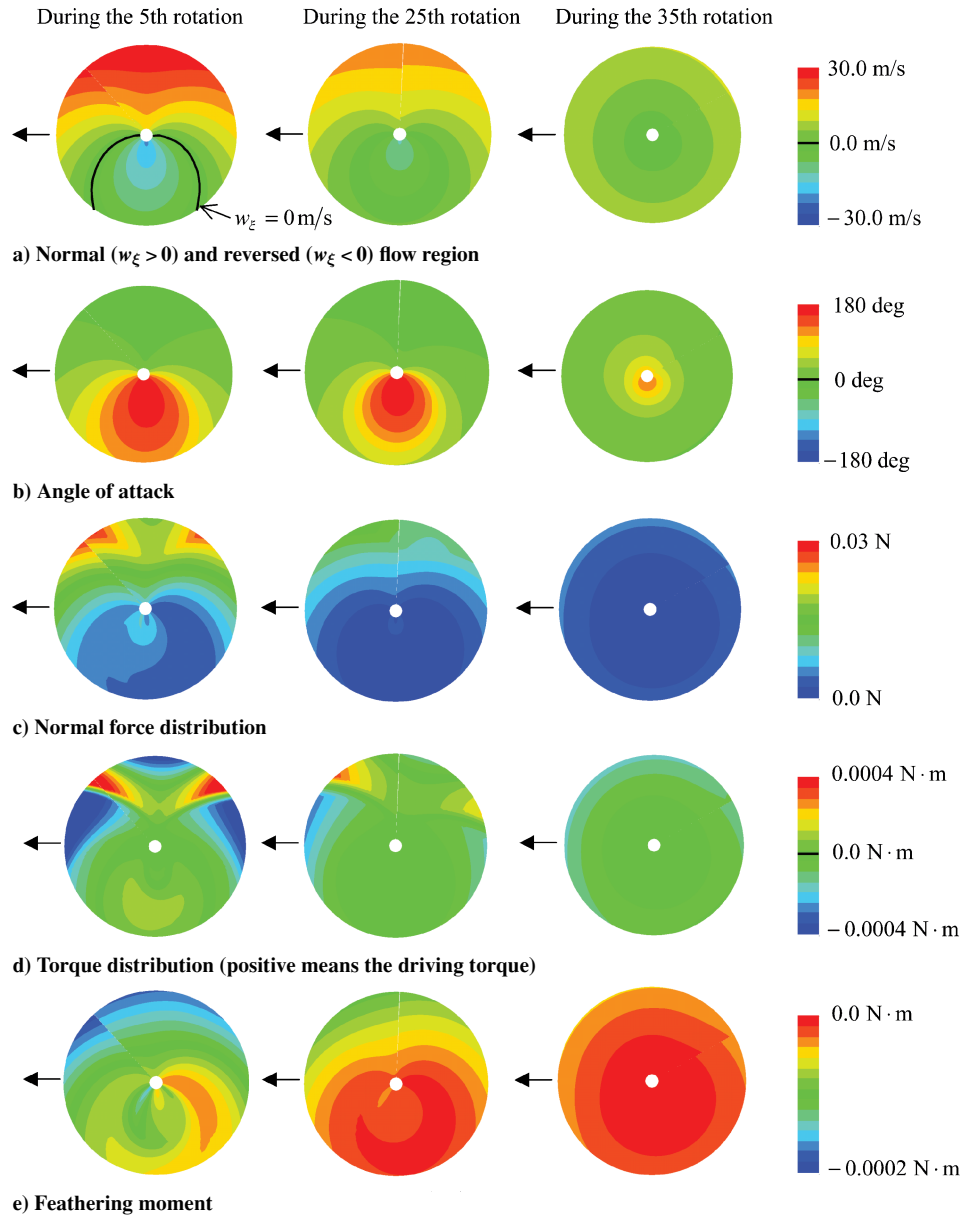 During the 5th rotation
During the 25th rotation
During the 35th rotation
30.0 m/s
0.0 m/s
−30.0 m/s
w_ξ = 0 m/s
a) Normal (w_ξ > 0) and reversed (w_ξ < 0) flow region
180 deg
0 deg
−180 deg
b) Angle of attack
0.03 N
0.0 N
c) Normal force distribution
0.0004 N·m
0.0 N·m
−0.0004 N·m
d) Torque distribution (positive means the driving torque)
0.0 N·m
−0.0002 N·m
e) Feathering moment